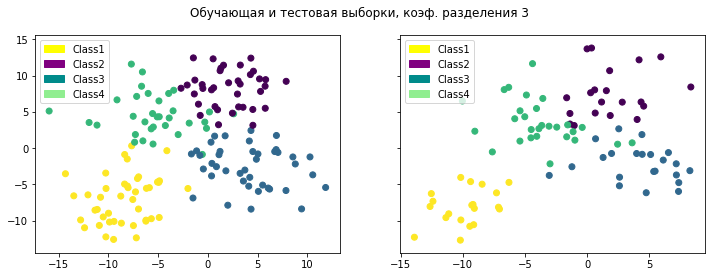 Обучающая и тестовая выборки, коэф. разделения 3
Class1
Class2
Class3
Class4
15
10
5
0
−5
−10
−15
−10
−5
0
5
10
Class1
Class2
Class3
Class4
−15
−10
−5
0
5